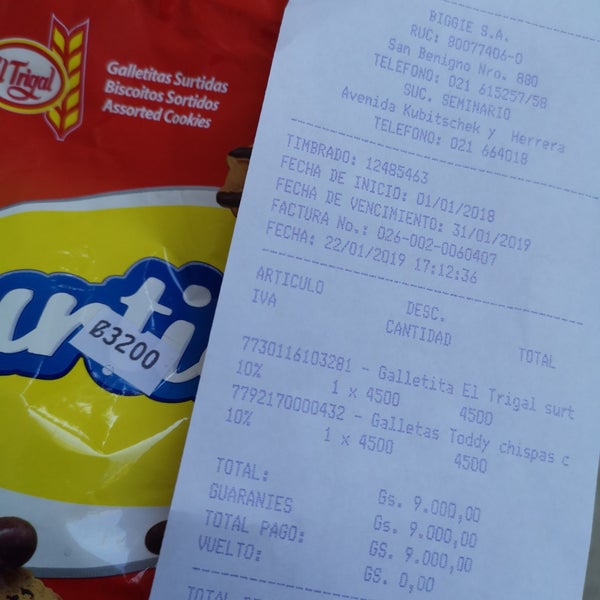 El Trigal
Galletitas Surtidas
Biscoitos Sortidos
Assorted Cookies
urti
₲3200
BIGGIE S.A.
RUC: 80077406-0
San Benigno Nro. 880
TELEFONO: 021 615257/58
SUC. SEMINARIO
Avenida Kubitschek y Herrera
TELEFONO: 021 664018
TIMBRADO: 12485463
FECHA DE INICIO: 01/01/2018
FECHA DE VENCIMIENTO: 31/01/2019
FACTURA No.: 026-002-0060407
FECHA: 22/01/2019 17:12:36
ARTICULO DESC.
IVA CANTIDAD TOTAL
7730116103281 - Galletita El Trigal surt
10% 1 x 4500 4500
7792170000432 - Galletas Toddy chispas c
10% 1 x 4500 4500
TOTAL: Gs. 9.000,00
GUARANIES Gs. 9.000,00
TOTAL PAGO: GS. 9.000,00
VUELTO: GS. 0,00